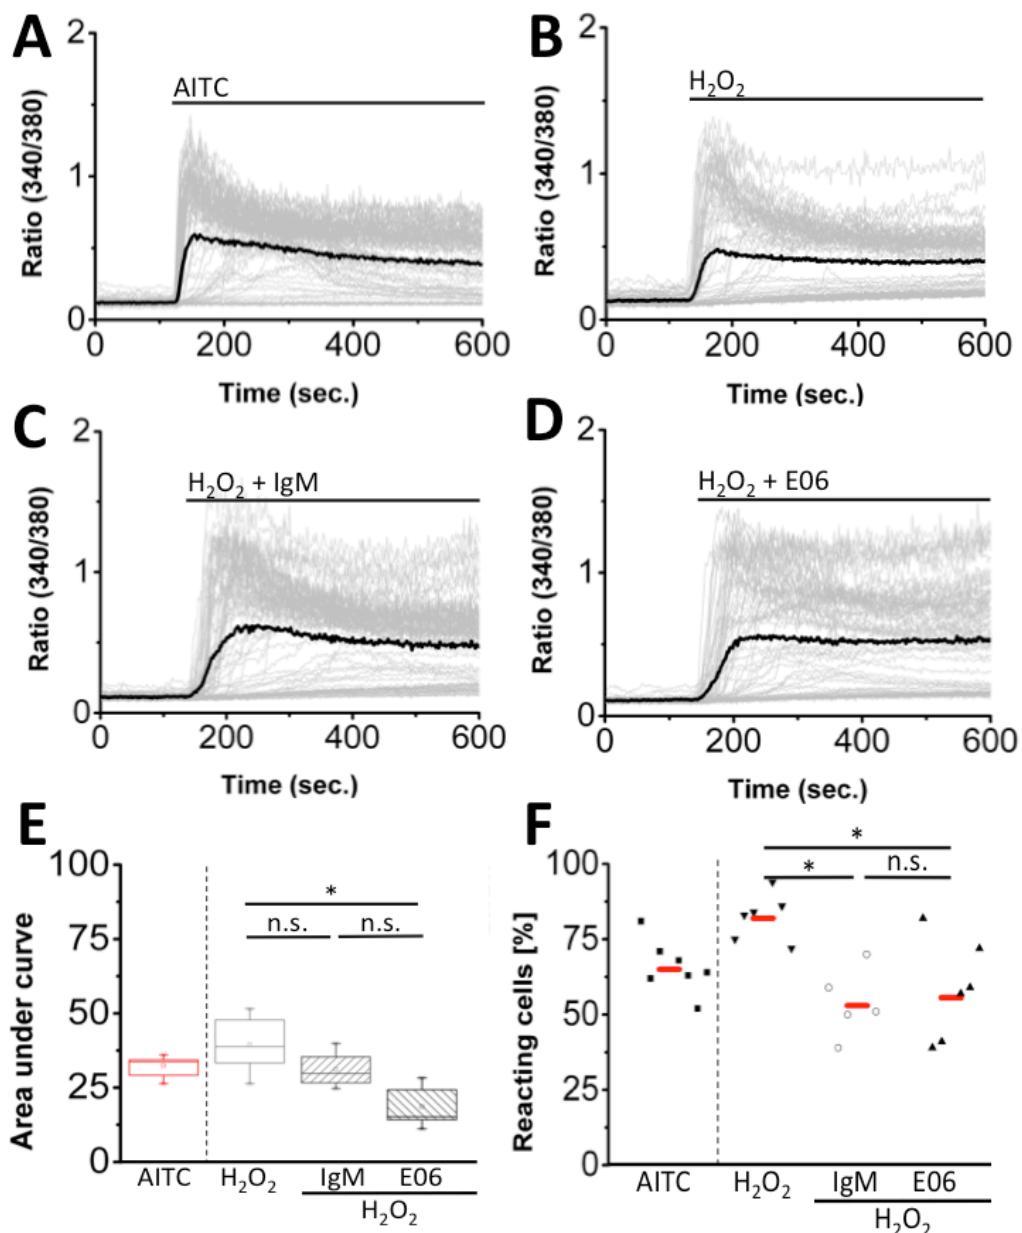 A
2
1
0
Ratio (340/380)
AITC
0 200 400 600
Time (sec.)
B
2
1
0
Ratio (340/380)
H₂O₂
0 200 400 600
Time (sec.)
C
2
1
0
Ratio (340/380)
H₂O₂ + IgM
0 200 400 600
Time (sec.)
D
2
1
0
Ratio (340/380)
H₂O₂ + E06
0 200 400 600
Time (sec.)
E
100
75
50
25
0
Area under curve
*
n.s. n.s.
AITC H₂O₂ IgM E06
H₂O₂
F
100
75
50
25
0
Reacting cells [%]
*
* n.s.
AITC H₂O₂ IgM E06
H₂O₂